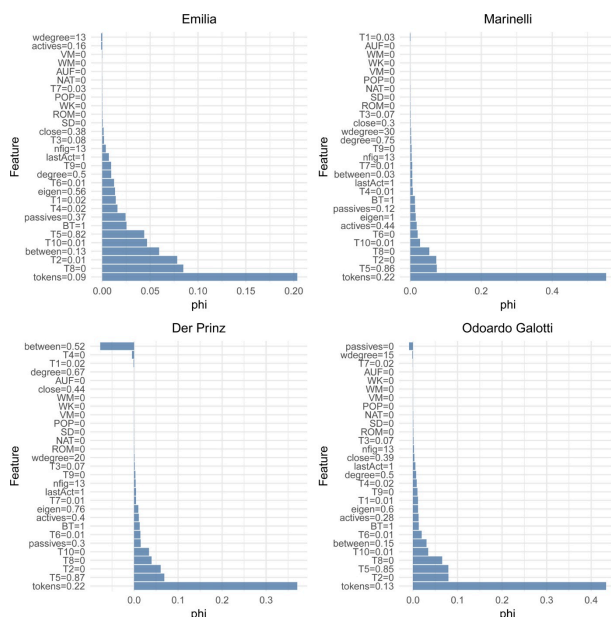 Emilia
Feature
wdegree=13
actives=0.16
VM=0
WM=0
AUF=0
NAT=0
T7=0.03
POP=0
WK=0
ROM=0
SD=0
close=0.38
T3=0.08
nfig=13
lastAct=1
T9=0
degree=0.5
T6=0.01
eigen=0.56
T1=0.02
T4=0.02
passives=0.37
BT=1
T5=0.82
T10=0.01
between=0.13
T2=0.01
T8=0
tokens=0.09
0.00 0.05 0.10 0.15 0.20
phi
Marinelli
Feature
T1=0.03
AUF=0
WM=0
WK=0
VM=0
POP=0
NAT=0
SD=0
ROM=0
T3=0.07
close=0.3
wdegree=30
degree=0.75
T9=0
nfig=13
T7=0.01
between=0.03
lastAct=1
T4=0.01
BT=1
passives=0.12
eigen=1
actives=0.44
T6=0
T10=0.01
T8=0
T2=0
T5=0.86
tokens=0.22
0.0 0.2 0.4
phi
Der Prinz
Feature
between=0.52
T4=0
T1=0.02
degree=0.67
AUF=0
close=0.44
WM=0
WK=0
VM=0
POP=0
SD=0
NAT=0
ROM=0
wdegree=20
T3=0.07
T9=0
nfig=13
lastAct=1
T7=0.01
eigen=0.76
actives=0.4
BT=1
T6=0.01
passives=0.3
T10=0
T8=0
T2=0
T5=0.87
tokens=0.22
0.0 0.1 0.2 0.3
phi
Odoardo Galotti
Feature
passives=0
wdegree=15
T7=0.02
AUF=0
WK=0
WM=0
VM=0
POP=0
NAT=0
SD=0
ROM=0
T3=0.07
nfig=13
close=0.39
lastAct=1
degree=0.5
T4=0.02
T9=0
T1=0.01
eigen=0.6
actives=0.28
BT=1
T6=0.01
between=0.15
T10=0.01
T8=0
T5=0.85
T2=0
tokens=0.13
0.0 0.1 0.2 0.3 0.4
phi